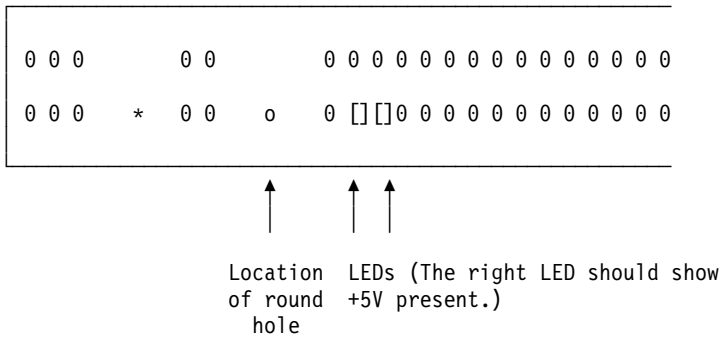 0 0 0 0 0 0 0 0 0 0 0 0 0 0 0 0 0 0 0 0
0 0 0 * 0 0 o 0 [] [] 0 0 0 0 0 0 0 0 0 0 0 0
Location LEDs (The right LED should show
of round +5V present.)
hole